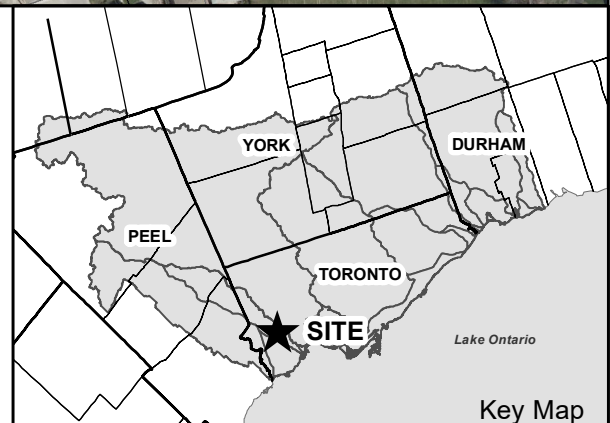 YORK
DURHAM
PEEL
TORONTO
SITE
Lake Ontario
Key Map